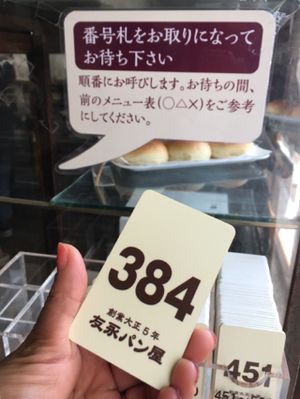 番号札をお取りになって
お待ち下さい
順番にお呼びします。お待ちの間、
前のメニュー表(○△×)をご参考
にしてください。
384
創業大正5年
友永パン屋
451